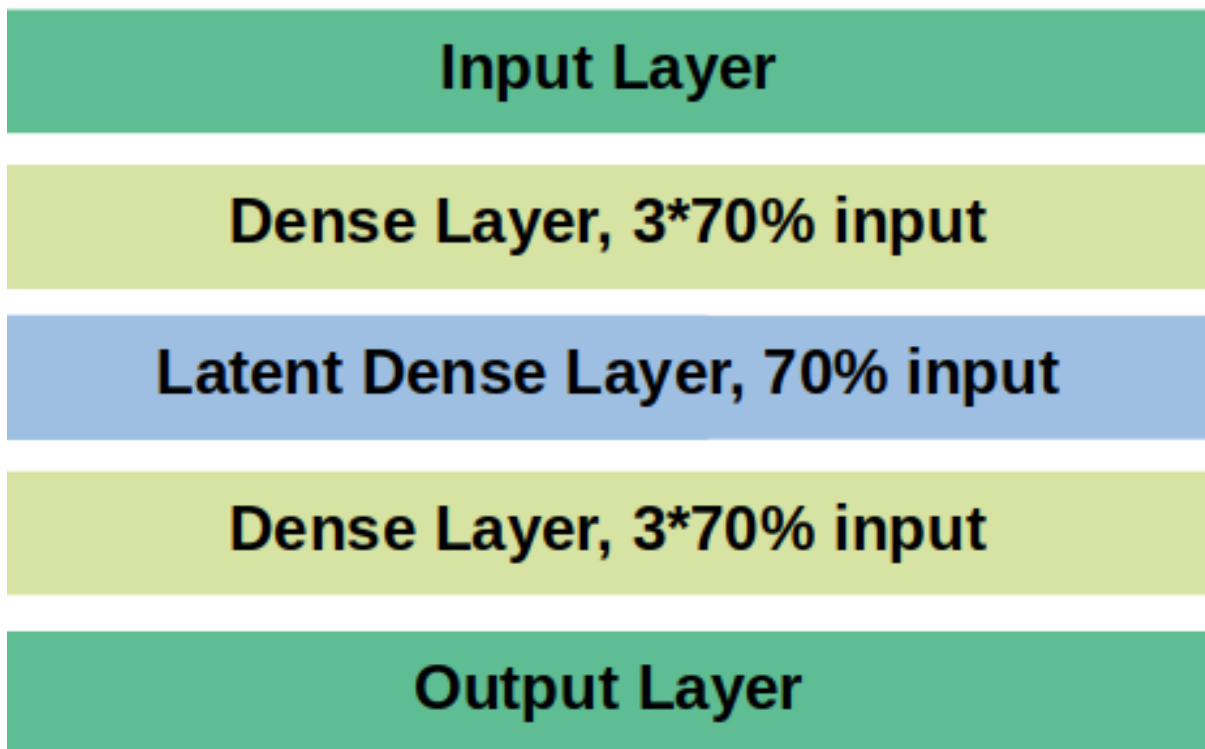 Input Layer
Dense Layer, 3*70% input
Latent Dense Layer, 70% input
Dense Layer, 3*70% input
Output Layer